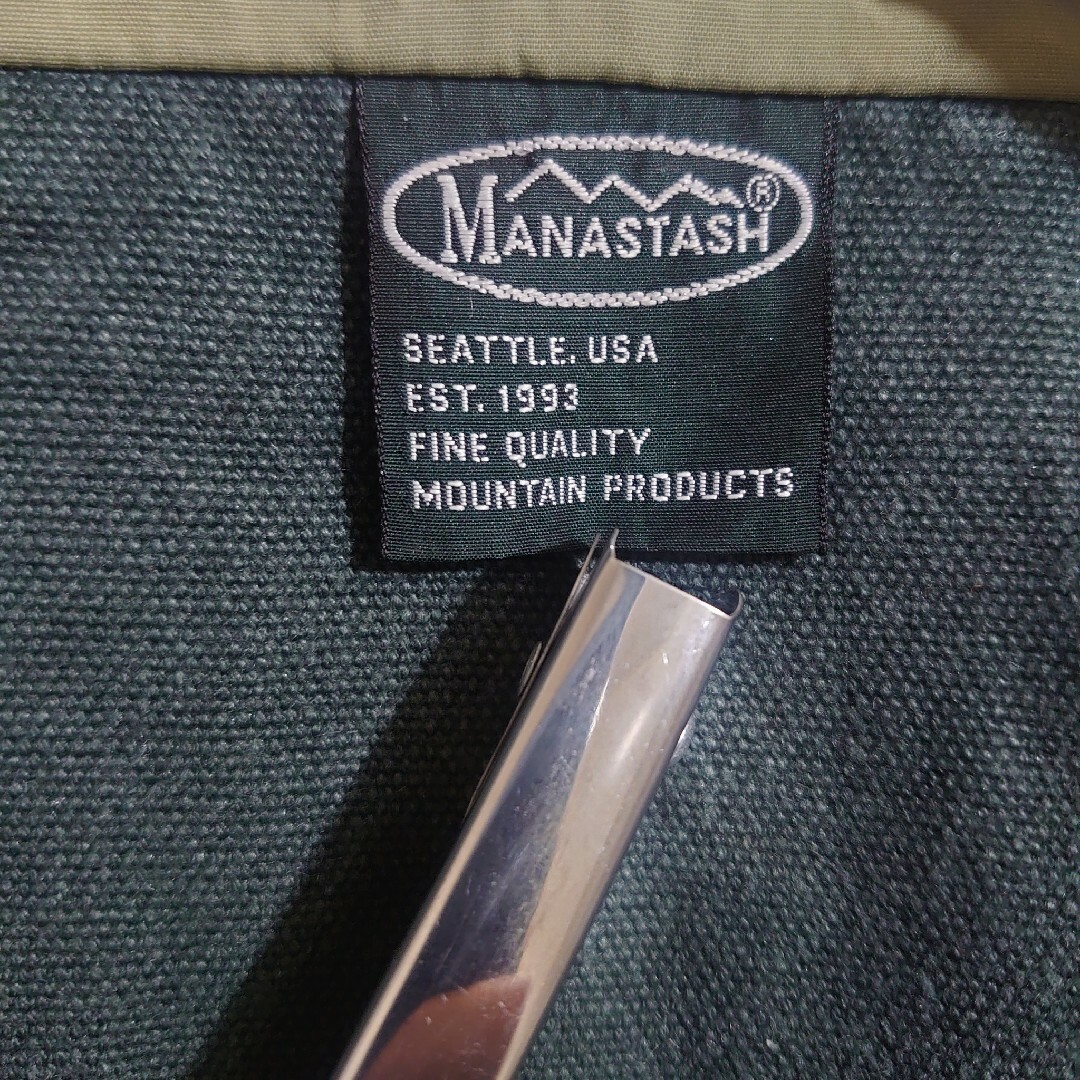 MANASTASH®
SEATTLE. USA
EST. 1993
FINE QUALITY
MOUNTAIN PRODUCTS